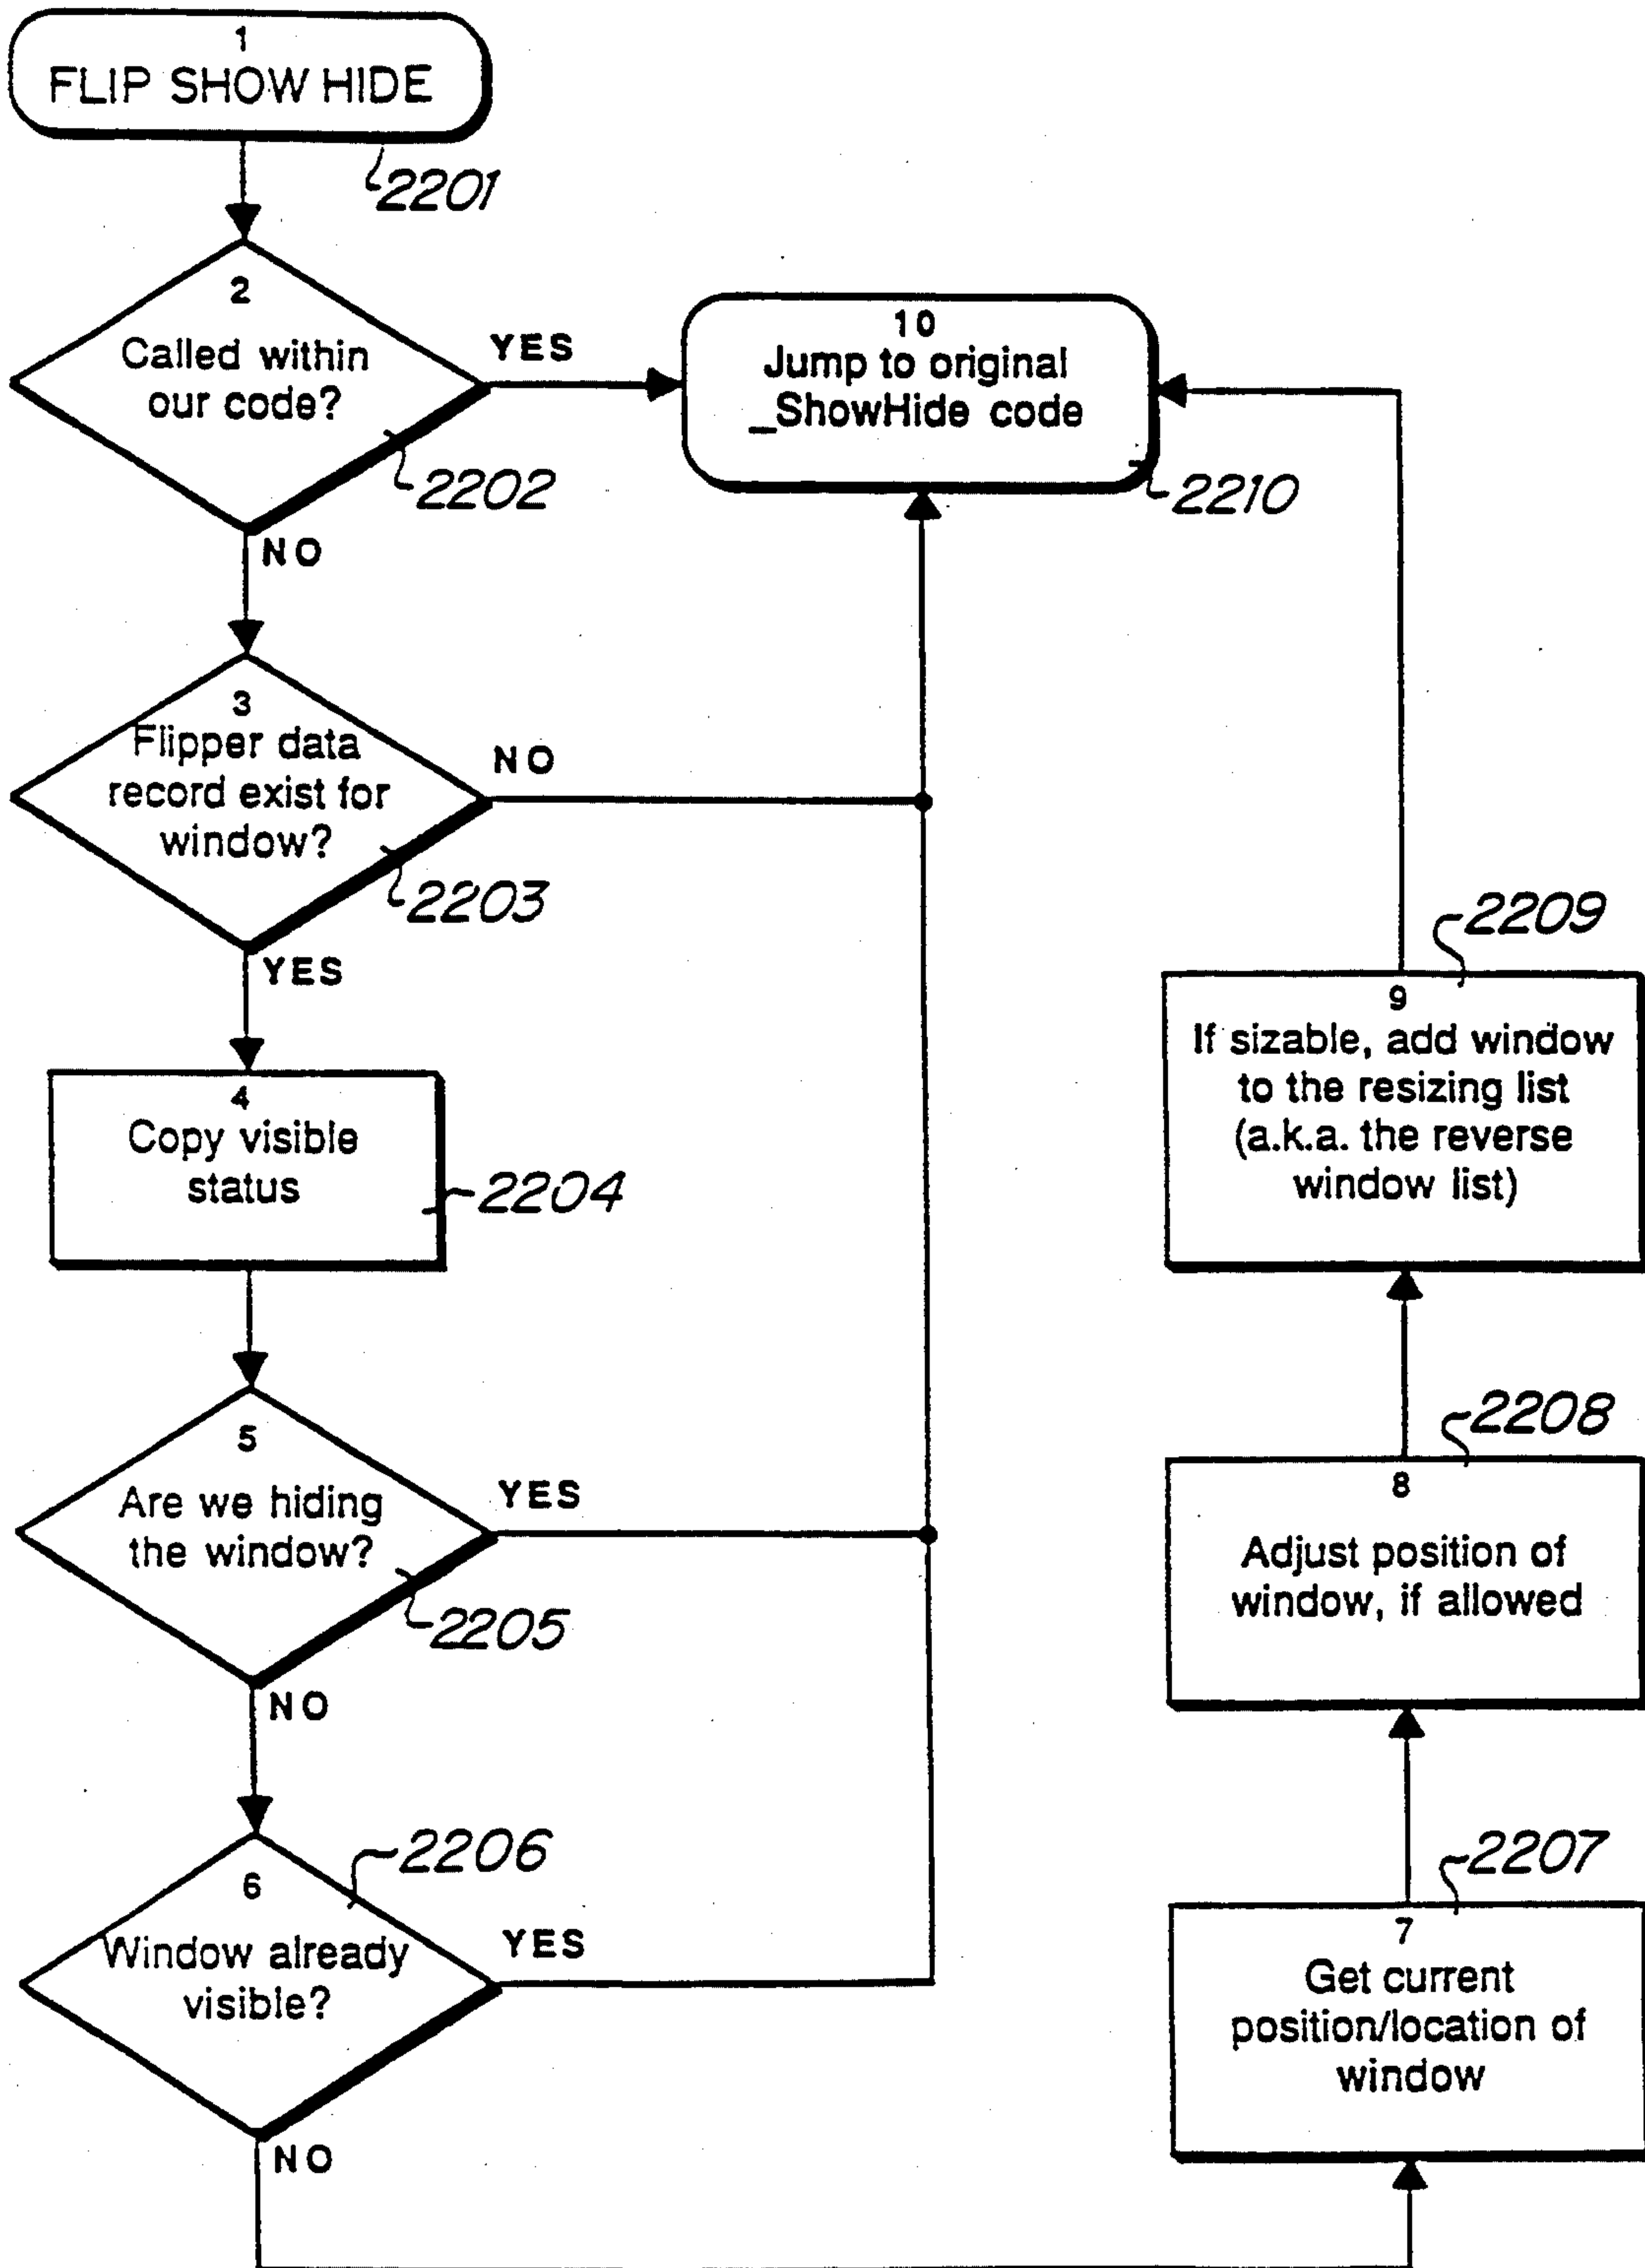 1
FLIP SHOW HIDE
2201
2
Called within
our code?
YES
2202
NO
10
Jump to original
_ShowHide code
2210
3
Flipper data
record exist for
window?
NO
2203
YES
4
Copy visible
status
2204
5
Are we hiding
the window?
YES
2205
NO
6
Window already
visible?
2206
YES
NO
7
Get current
position/location of
window
2207
8
Adjust position of
window, if allowed
2208
9
If sizable, add window
to the resizing list
(a.k.a. the reverse
window list)
2209